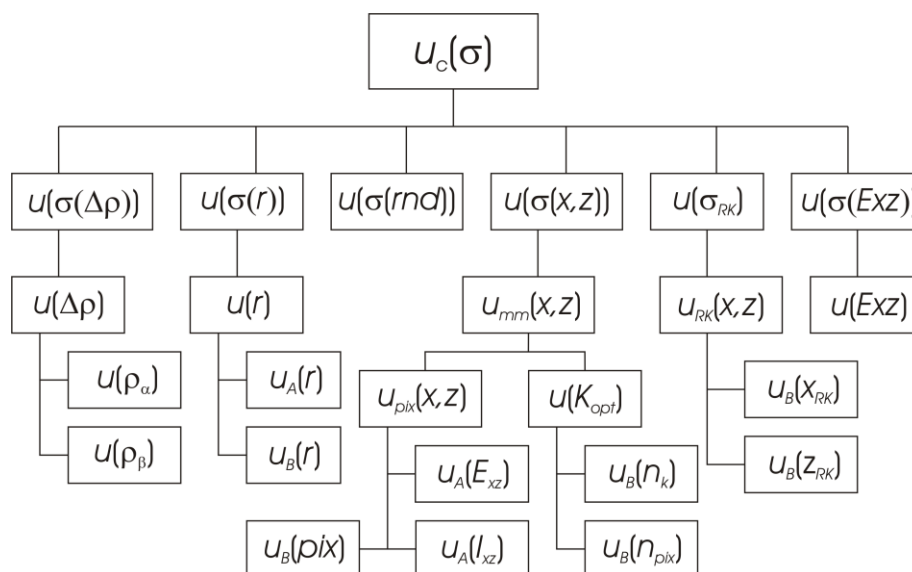 u_c(σ)
u(σ(Δρ)) u(σ(r)) u(σ(rnd)) u(σ(x,z)) u(σ_RK) u(σ(Exz))
u(Δρ) u(r) u_mm(x,z) u_RK(x,z) u(Exz)
u(ρ_α) u_A(r) u_pix(x,z) u(K_opt) u_B(x_RK)
u(ρ_β) u_B(r) u_A(E_xz) u_B(n_k) u_B(z_RK)
u_B(pix) u_A(I_xz) u_B(n_pix)